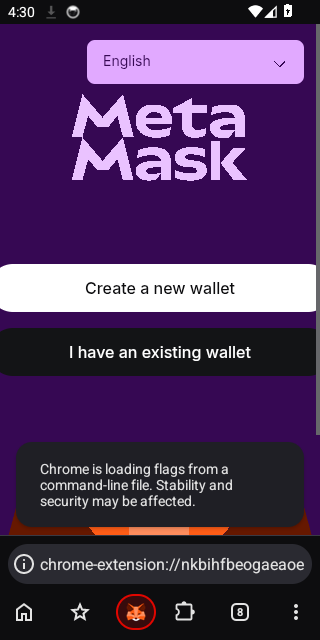 4:30
English
Meta
Mask
Create a new wallet
I have an existing wallet
Chrome is loading flags from a
command-line file. Stability and
security may be affected.
chrome-extension://nkbihfbeogaeaoe
8